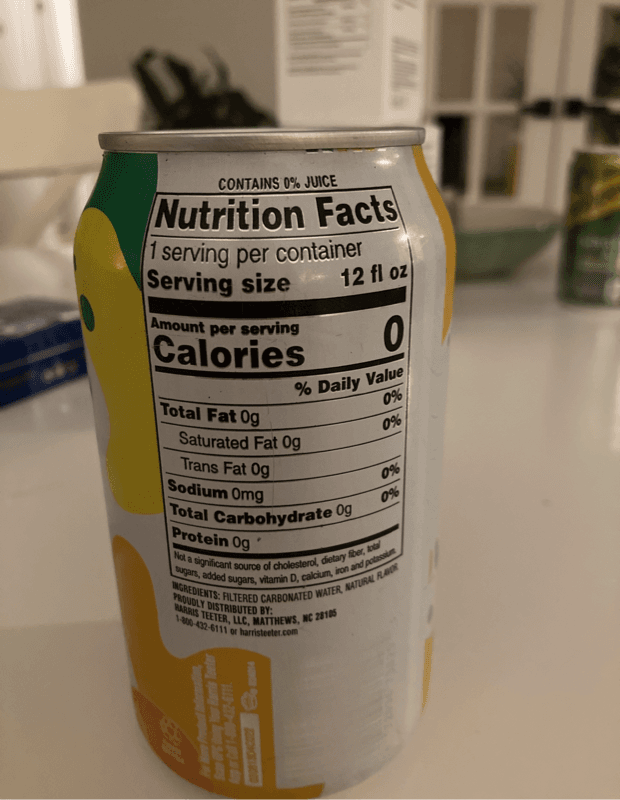 CONTAINS 0% JUICE
Nutrition Facts
1 serving per container
Serving size 12 fl oz
Amount per serving
Calories 0
% Daily Value
Total Fat 0g 0%
Saturated Fat 0g 0%
Trans Fat 0g
Sodium 0mg 0%
Total Carbohydrate 0g 0%
Protein 0g
Not a significant source of cholesterol, dietary fiber, total
sugars, added sugars, vitamin D, calcium, iron and potassium.
INGREDIENTS: FILTERED CARBONATED WATER, NATURAL FLAVOR.
PROUDLY DISTRIBUTED BY:
HARRIS TEETER, LLC, MATTHEWS, NC 28105
1-800-432-6111 or harristeeter.com